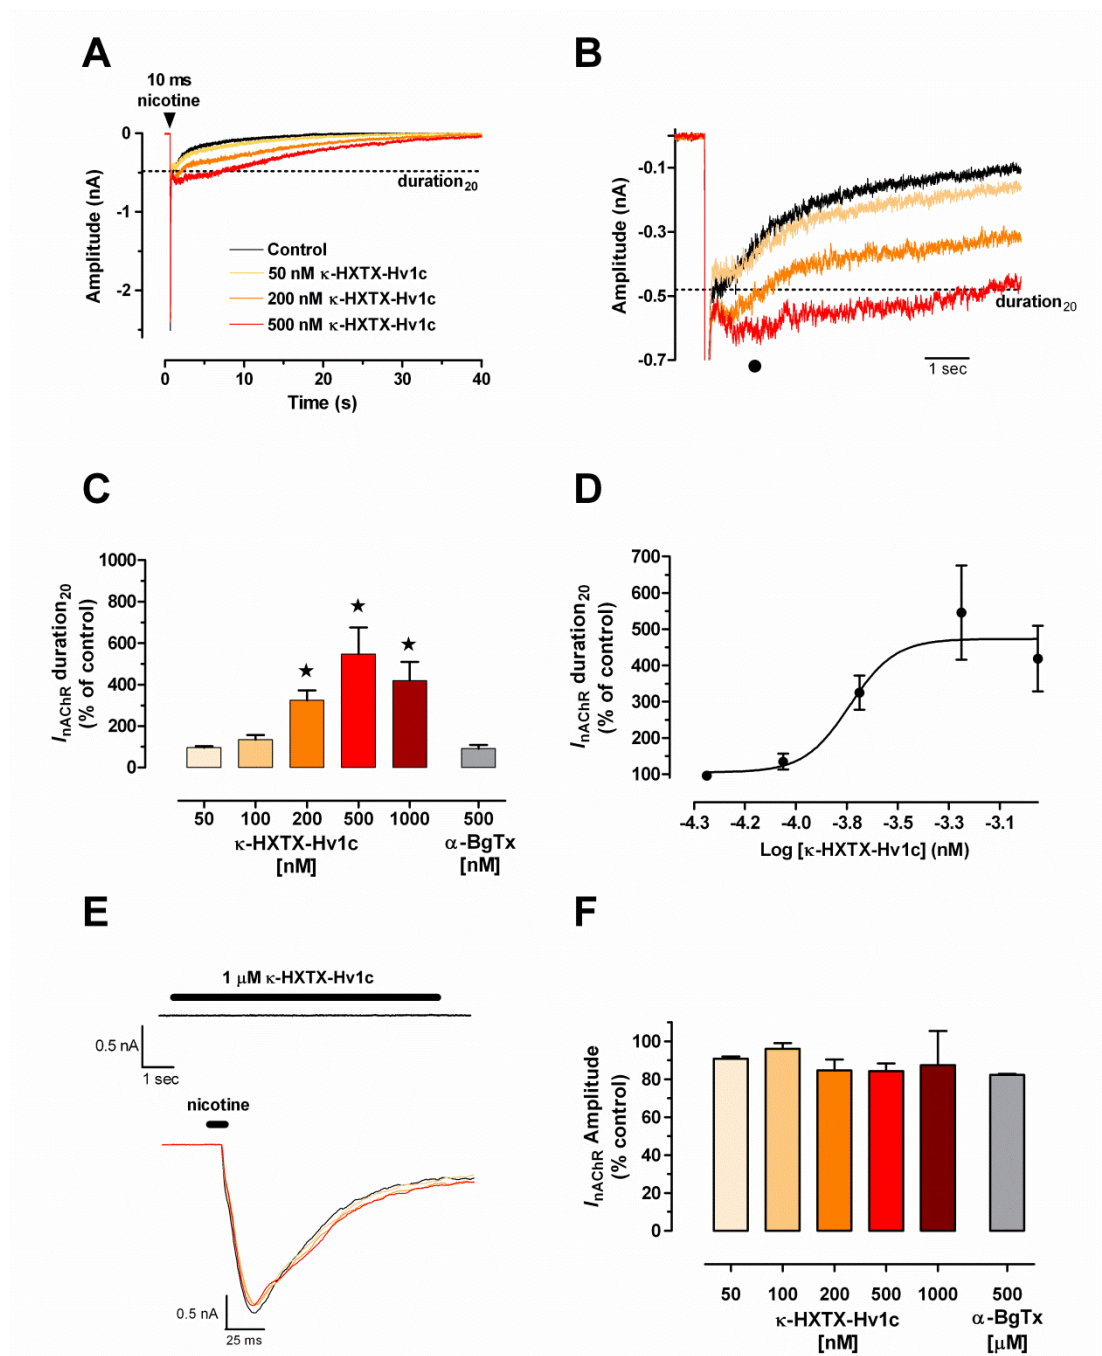 A
10 ms
nicotine
0
-1
-2
Amplitude (nA)
duration20
Control
50 nM κ-HXTX-Hv1c
200 nM κ-HXTX-Hv1c
500 nM κ-HXTX-Hv1c
0 10 20 30 40
Time (s)
B
-0.1
-0.3
-0.5
-0.7
Amplitude (nA)
duration20
1 sec
C
1000
800
600
400
200
0
InAChR duration20
(% of control)
★ ★ ★
50 100 200 500 1000 500
κ-HXTX-Hv1c
[nM]
α-BgTx
[nM]
D
700
600
500
400
300
200
100
InAChR duration20
(% of control)
-4.3 -4.2 -4.0 -3.8 -3.5 -3.3 -3.1
Log [κ-HXTX-Hv1c] (nM)
E
1 μM κ-HXTX-Hv1c
0.5 nA
1 sec
nicotine
0.5 nA
25 ms
F
100
80
60
40
20
0
InAChR Amplitude
(% control)
50 100 200 500 1000 500
κ-HXTX-Hv1c
[nM]
α-BgTx
[μM]